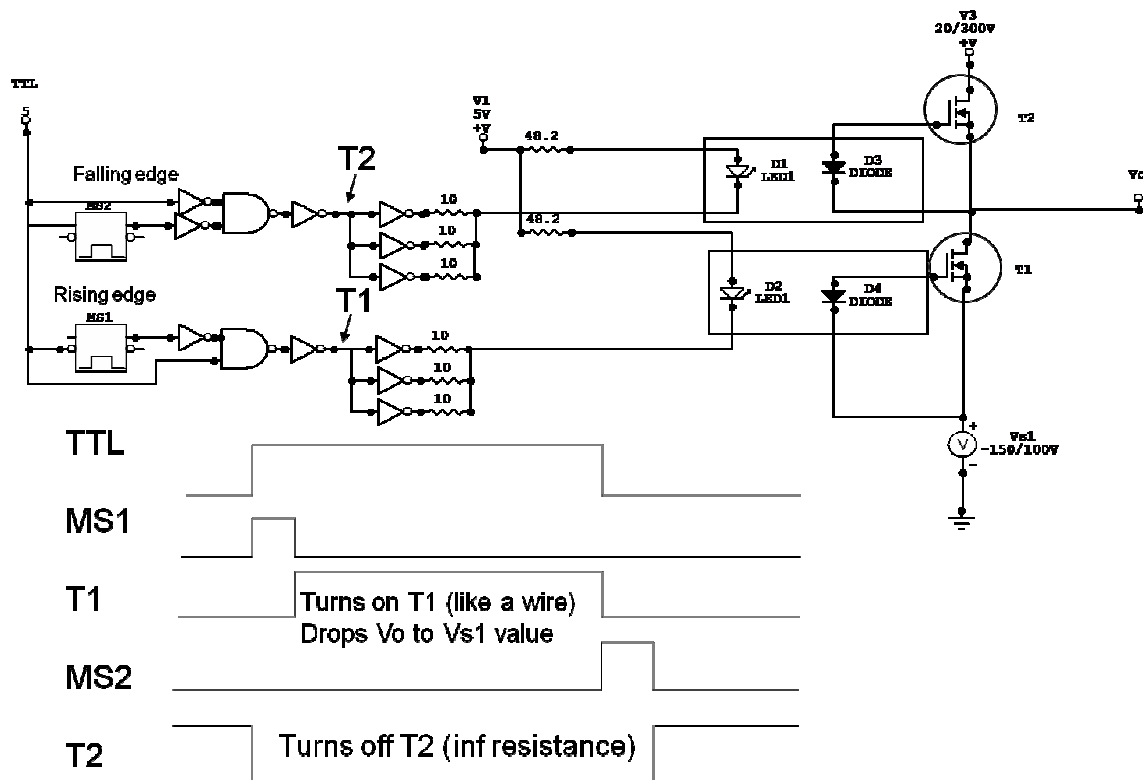 V3
20/300V
+V
TTL
5
V1
5V
+V
48.2
T2
T2
Falling edge
D1
LED1
D3
DIODE
MS2
10
48.2
10
10
T1
Rising edge
T1
D2
LED1
D4
DIODE
MS1
10
10
10
TTL
+
V
-
Vs1
-150/100V
MS1
T1
Turns on T1 (like a wire)
Drops Vo to Vs1 value
MS2
T2
Turns off T2 (inf resistance)